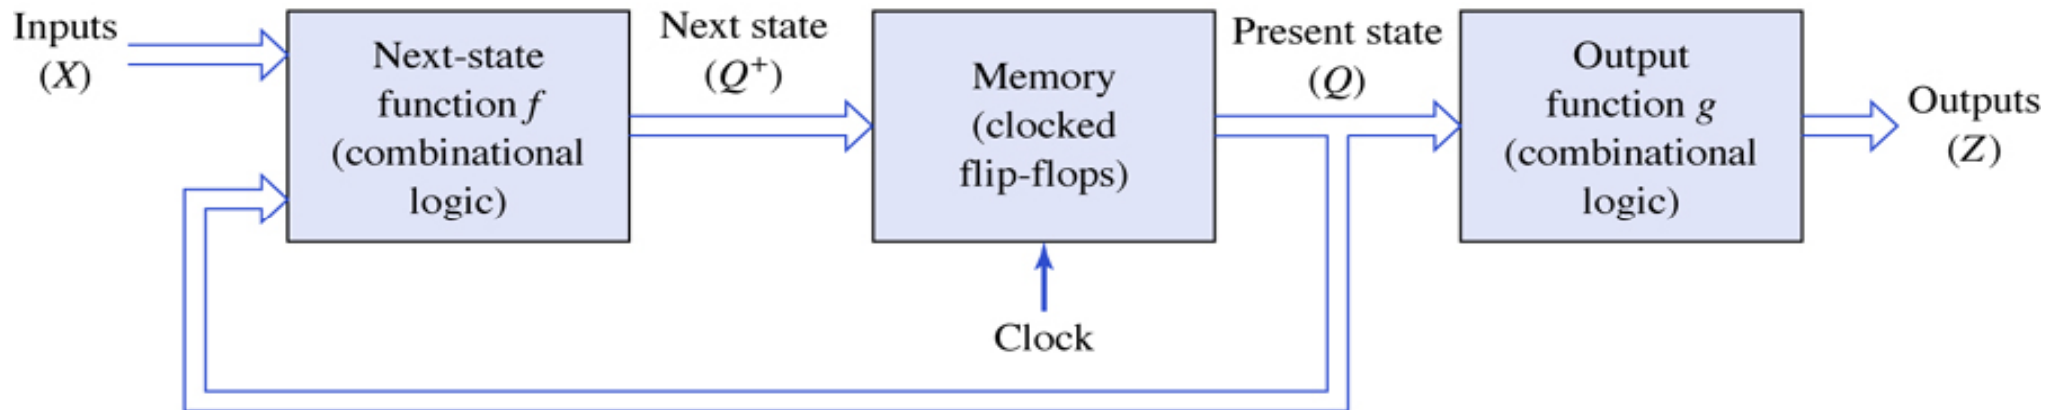 Inputs
(X)
Next-state
function f
(combinational
logic)
Next state
(Q⁺)
Memory
(clocked
flip-flops)
Clock
Present state
(Q)
Output
function g
(combinational
logic)
Outputs
(Z)